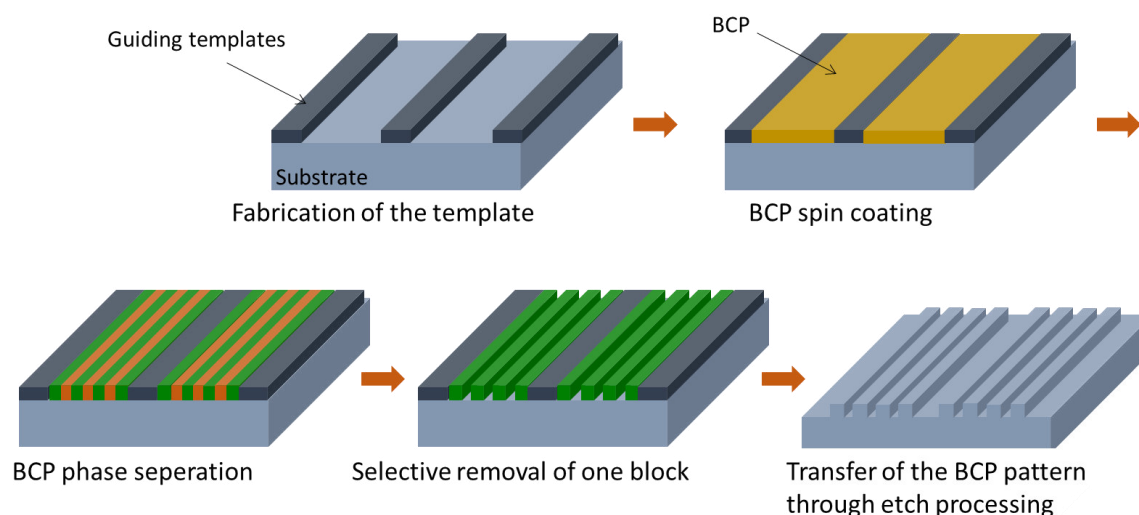 Guiding templates
BCP
Substrate
Fabrication of the template
BCP spin coating
BCP phase seperation
Selective removal of one block
Transfer of the BCP pattern
through etch processing